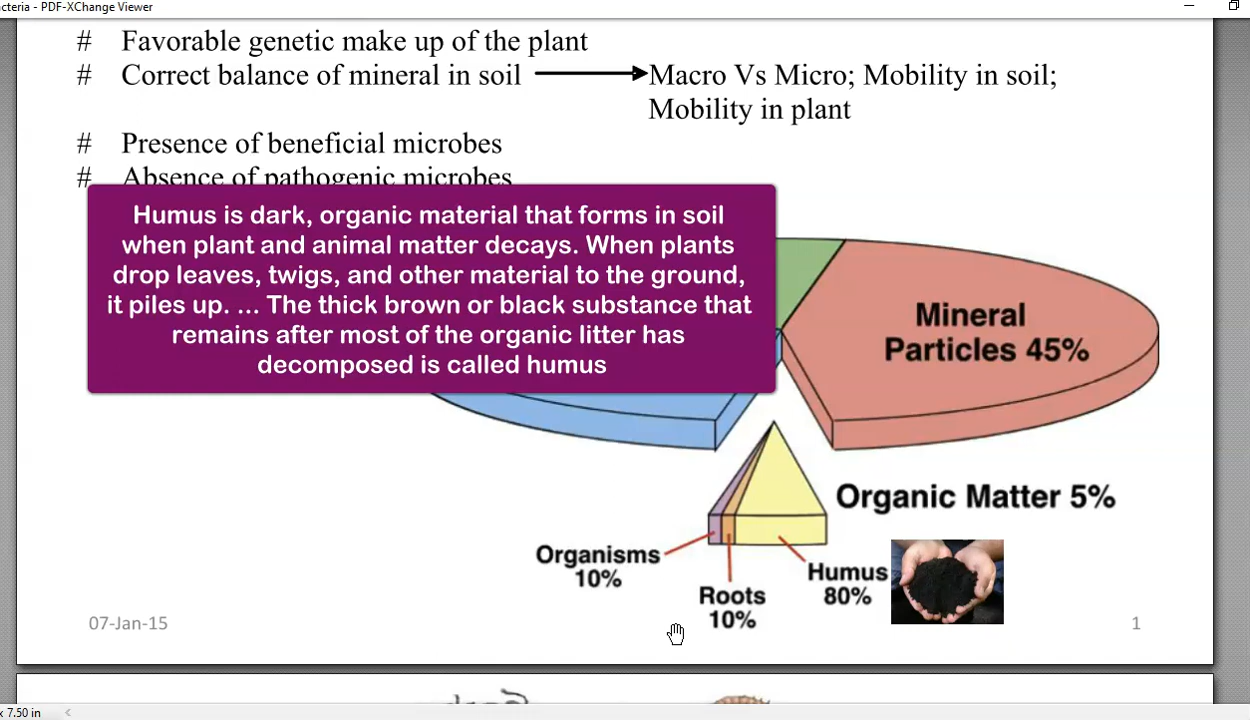 cteria - PDF-XChange Viewer
# Favorable genetic make up of the plant
# Correct balance of mineral in soil Macro Vs Micro; Mobility in soil;
Mobility in plant
# Presence of beneficial microbes
# Absence of pathogenic microbes
Humus is dark, organic material that forms in soil
when plant and animal matter decays. When plants
drop leaves, twigs, and other material to the ground,
it piles up. ... The thick brown or black substance that
remains after most of the organic litter has
decomposed is called humus
Mineral
Particles 45%
Organic Matter 5%
Organisms
10%
Roots
10%
Humus
80%
07-Jan-15
1
x 7.50 in